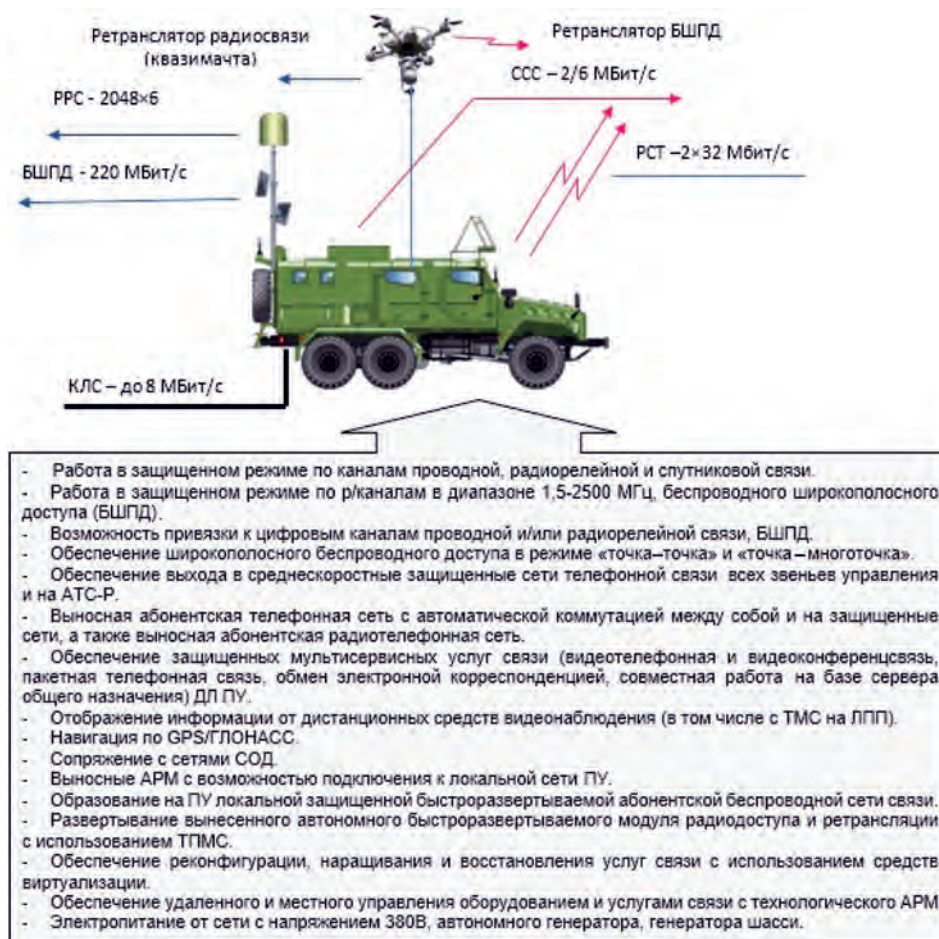 Ретранслятор радиосвязи
(квазимачта)
Ретранслятор БШПД
ССС – 2/6 МБит/с
РРС - 2048×6
РСТ –2×32 Мбит/с
БШПД - 220 МБит/с
КЛС – до 8 МБит/с
- Работа в защищенном режиме по каналам проводной, радиорелейной и спутниковой связи.
- Работа в защищенном режиме по р/каналам в диапазоне 1,5-2500 МГц, беспроводного широкополосного
доступа (БШПД).
- Возможность привязки к цифровым каналам проводной и/или радиорелейной связи, БШПД.
- Обеспечение широкополосного беспроводного доступа в режиме «точка–точка» и «точка–многоточка».
- Обеспечение выхода в среднескоростные защищенные сети телефонной связи всех звеньев управления
и на АТС-Р.
- Выносная абонентская телефонная сеть с автоматической коммутацией между собой и на защищенные
сети, а также выносная абонентская радиотелефонная сеть.
- Обеспечение защищенных мультисервисных услуг связи (видеотелефонная и видеоконференцсвязь,
пакетная телефонная связь, обмен электронной корреспонденцией, совместная работа на базе сервера
общего назначения) ДЛ ПУ.
- Отображение информации от дистанционных средств видеонаблюдения (в том числе с ТМС на ЛПП).
- Навигация по GPS/ГЛОНАСС.
- Сопряжение с сетями СОД.
- Выносные АРМ с возможностью подключения к локальной сети ПУ.
- Образование на ПУ локальной защищенной быстроразвертываемой абонентской беспроводной сети связи.
- Развертывание вынесенного автономного быстроразвертываемого модуля радиодоступа и ретрансляции
с использованием ТПМС.
- Обеспечение реконфигурации, наращивания и восстановления услуг связи с использованием средств
виртуализации.
- Обеспечение удаленного и местного управления оборудованием и услугами связи с технологического АРМ
- Электропитание от сети с напряжением 380В, автономного генератора, генератора шасси.